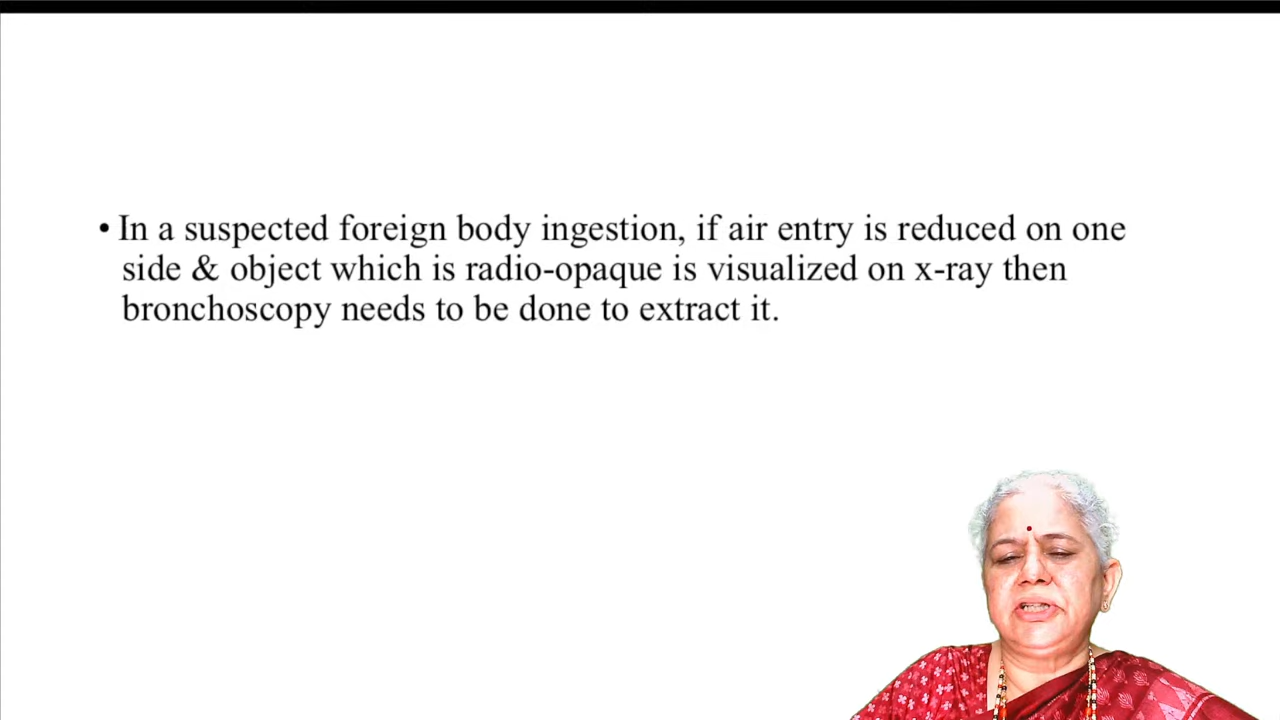 • In a suspected foreign body ingestion, if air entry is reduced on one
side & object which is radio-opaque is visualized on x-ray then
bronchoscopy needs to be done to extract it.